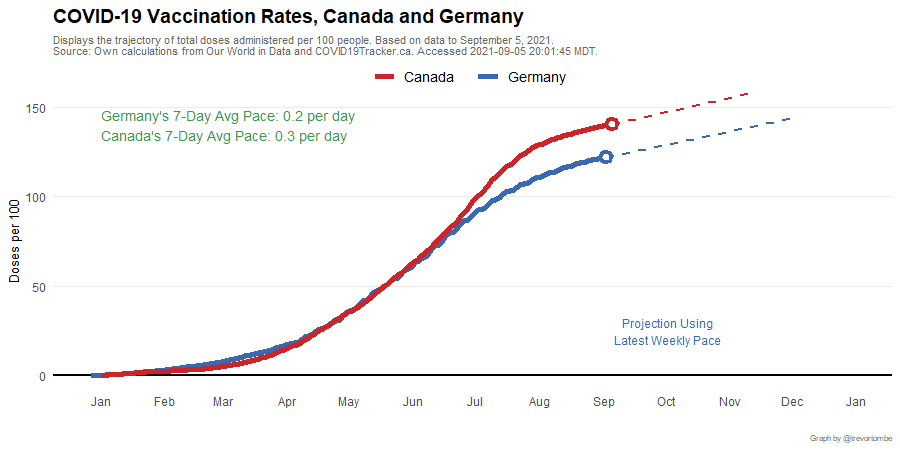 COVID-19 Vaccination Rates, Canada and Germany
Displays the trajectory of total doses administered per 100 people. Based on data to September 5, 2021.
Source: Own calculations from Our World in Data and COVID19Tracker.ca. Accessed 2021-09-05 20:01:45 MDT.
Canada Germany
Germany's 7-Day Avg Pace: 0.2 per day
Canada's 7-Day Avg Pace: 0.3 per day
150
100
50
0
Doses per 100
Projection Using
Latest Weekly Pace
Jan Feb Mar Apr May Jun Jul Aug Sep Oct Nov Dec Jan
Graph by @trevortombe